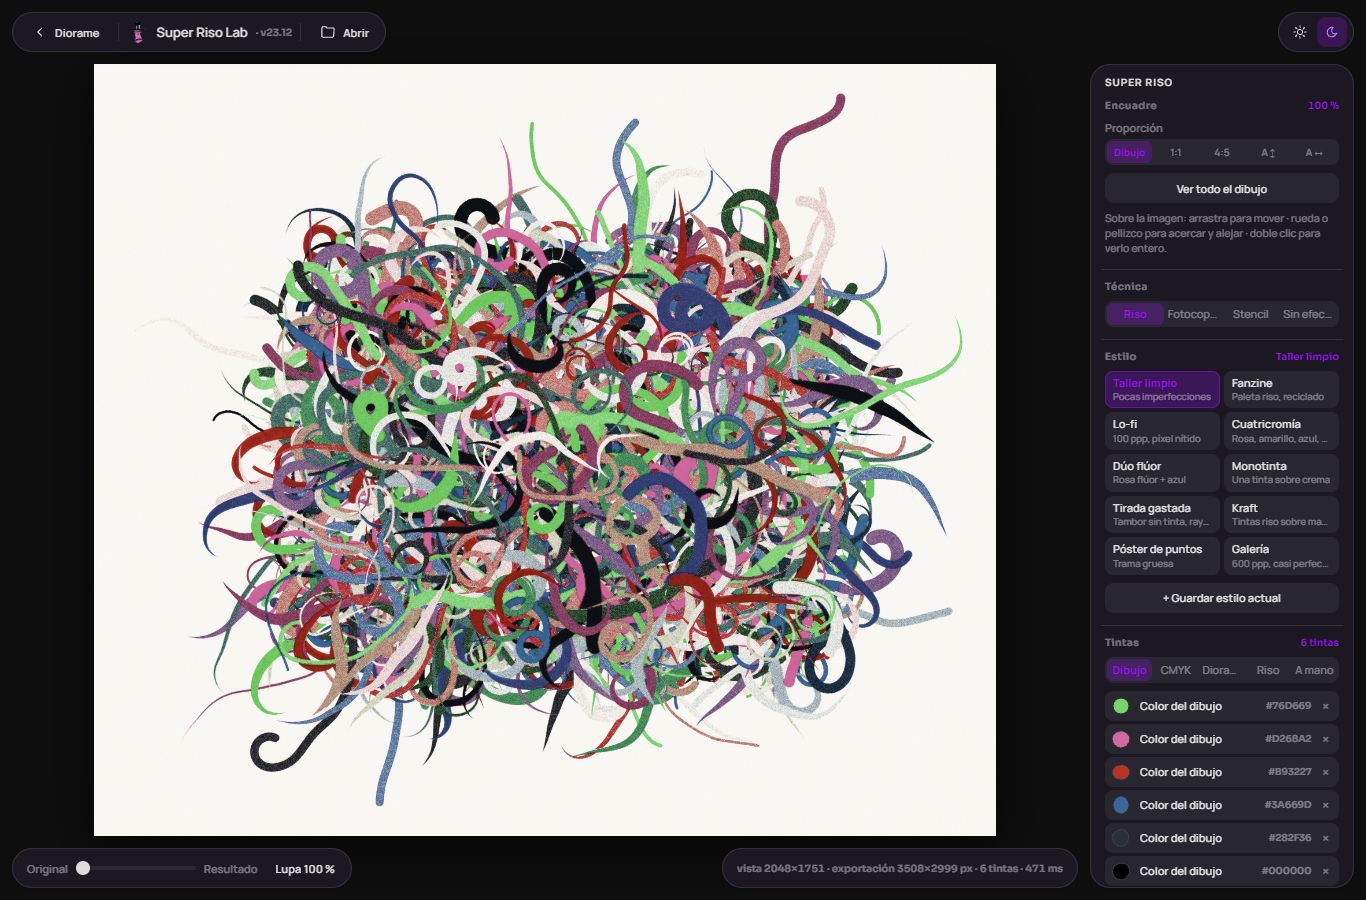 Diorame
Super Riso Lab · v23.12
Abrir
SUPER RISO
Encuadre 100 %
Proporción
Dibujo 1:1 4:5 A↕ A↔
Ver todo el dibujo
Sobre la imagen: arrastra para mover · rueda o
pellizco para acercar y alejar · doble clic para
verlo entero.
Técnica
Riso Fotocop... Stencil Sin efec...
Estilo Taller limpio
Taller limpio Fanzine
Pocas imperfecciones Paleta riso, reciclado
Lo-fi Cuatricromía
100 ppp, píxel nítido Rosa, amarillo, azul, ...
Dúo flúor Monotinta
Rosa flúor + azul Una tinta sobre crema
Tirada gastada Kraft
Tambor sin tinta, ray... Tintas riso sobre ma...
Póster de puntos Galería
Trama gruesa 600 ppp, casi perfec...
+ Guardar estilo actual
Tintas 6 tintas
Dibujo CMYK Diora... Riso A mano
Color del dibujo #76D669 ×
Color del dibujo #D268A2 ×
Color del dibujo #B93227 ×
Color del dibujo #3A669D ×
Color del dibujo #282F36 ×
Color del dibujo #000000 ×
Original Resultado Lupa 100 %
vista 2048×1751 · exportación 3508×2999 px · 6 tintas · 471 ms